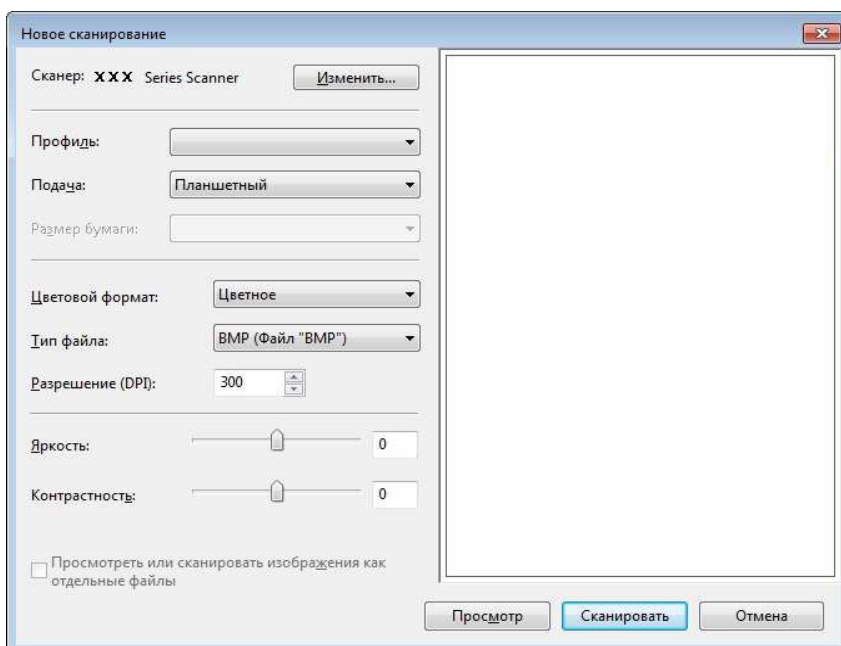 Новое сканирование
Сканер: XXX Series Scanner Изменить...
Профиль:
Подача: Планшетный
Размер бумаги:
Цветовой формат: Цветное
Тип файла: BMP (Файл "BMP")
Разрешение (DPI): 300
Яркость: 0
Контрастность: 0
Просмотреть или сканировать изображения как
отдельные файлы
Просмотр Сканировать Отмена